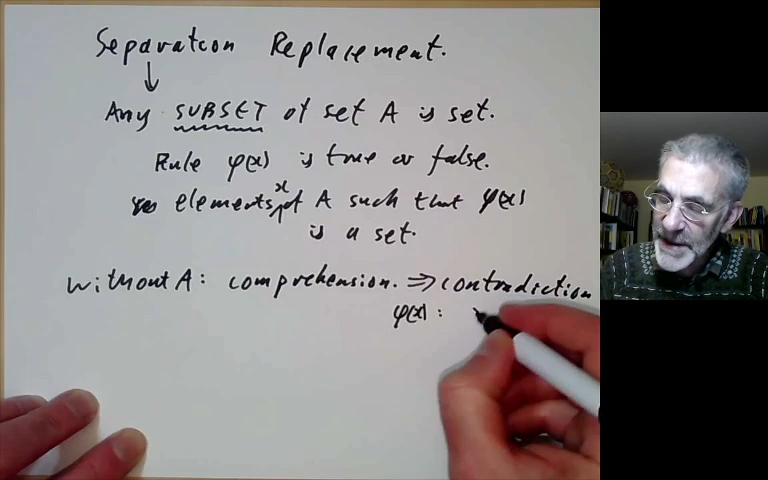 Separation Replacement.
↓
Any SUBSET of set A is set.
Rule φ(x) is true or false.
elements x of A such that φ(x)
is a set.
without A: comprehension. ⇒ contradiction
φ(x) :